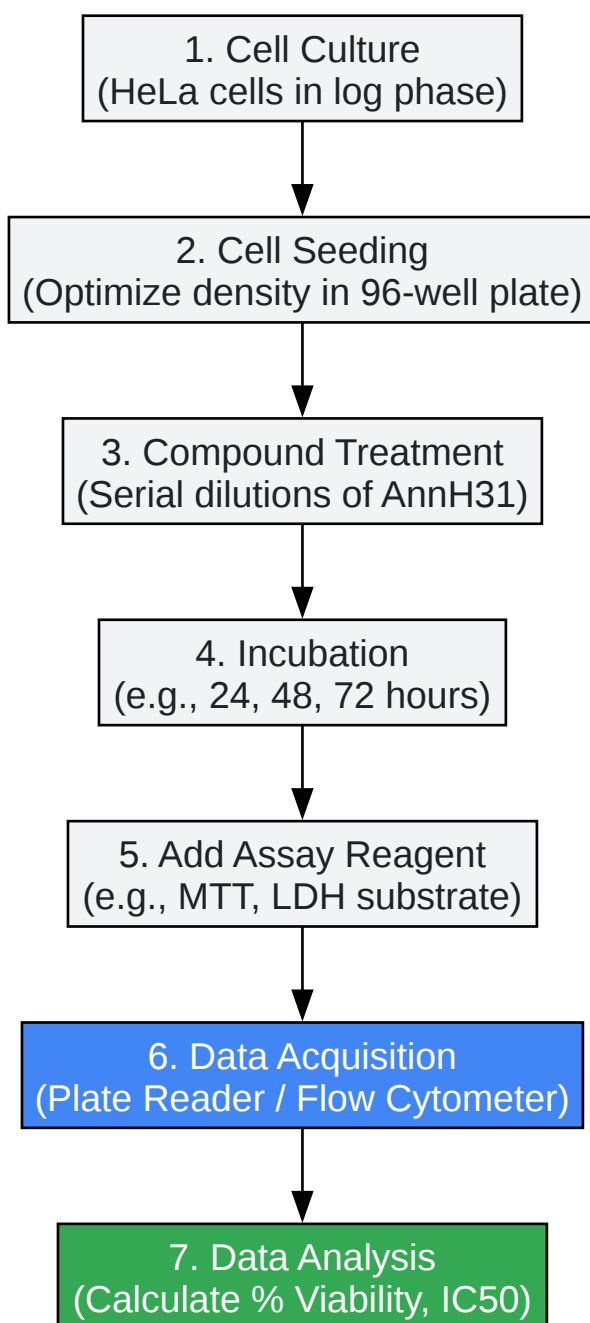 1. Cell Culture
(HeLa cells in log phase)
2. Cell Seeding
(Optimize density in 96-well plate)
3. Compound Treatment
(Serial dilutions of AnnH31)
4. Incubation
(e.g., 24, 48, 72 hours)
5. Add Assay Reagent
(e.g., MTT, LDH substrate)
6. Data Acquisition
(Plate Reader / Flow Cytometer)
7. Data Analysis
(Calculate % Viability, IC50)